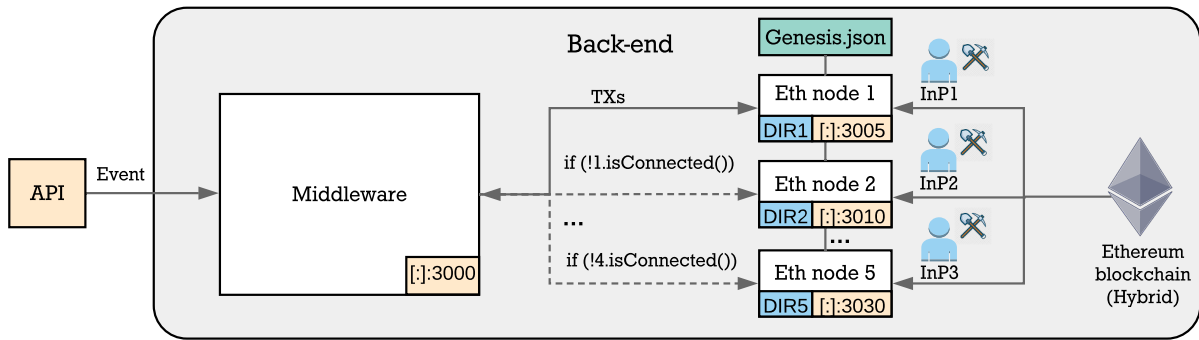 Back-end
Genesis.json
Eth node 1
DIR1
[:]:3005
InP1
TXs
API
Event
Middleware
[:]:3000
if (!1.isConnected())
Eth node 2
DIR2
[:]:3010
InP2
...
...
if (!4.isConnected())
Eth node 5
DIR5
[:]:3030
InP3
Ethereum
blockchain
(Hybrid)